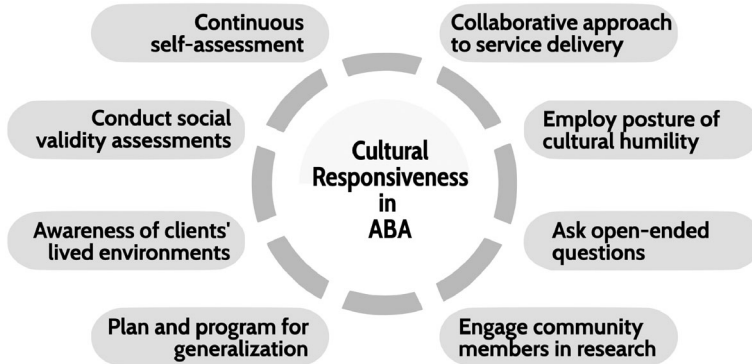 Continuous
self-assessment
Collaborative approach
to service delivery
Conduct social
validity assessments
Employ posture of
cultural humility
Cultural
Responsiveness
in
ABA
Awareness of clients'
lived environments
Ask open-ended
questions
Plan and program for
generalization
Engage community
members in research